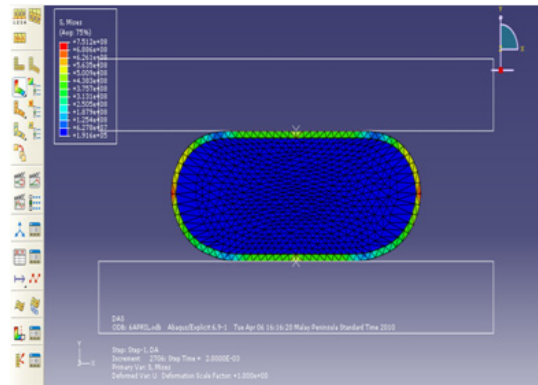 S, Mises
(Avg: 75%)
+7.512e+08
+6.886e+08
+6.261e+08
+5.635e+08
+5.009e+08
+4.383e+08
+3.757e+08
+3.131e+08
+2.505e+08
+1.879e+08
+1.254e+08
+6.278e+07
+1.916e+05
Y
DAS
ODB: 6APRIL.odb Abaqus/Explicit 6.9-1 Tue Apr 06 16:16:20 Malay Peninsula Standard Time 2010
Y
X
Step: Step-1, DA
Increment 2706: Step Time = 2.0000E-03
Primary Var: S, Mises
Deformed Var: U Deformation Scale Factor: +1.000e+00